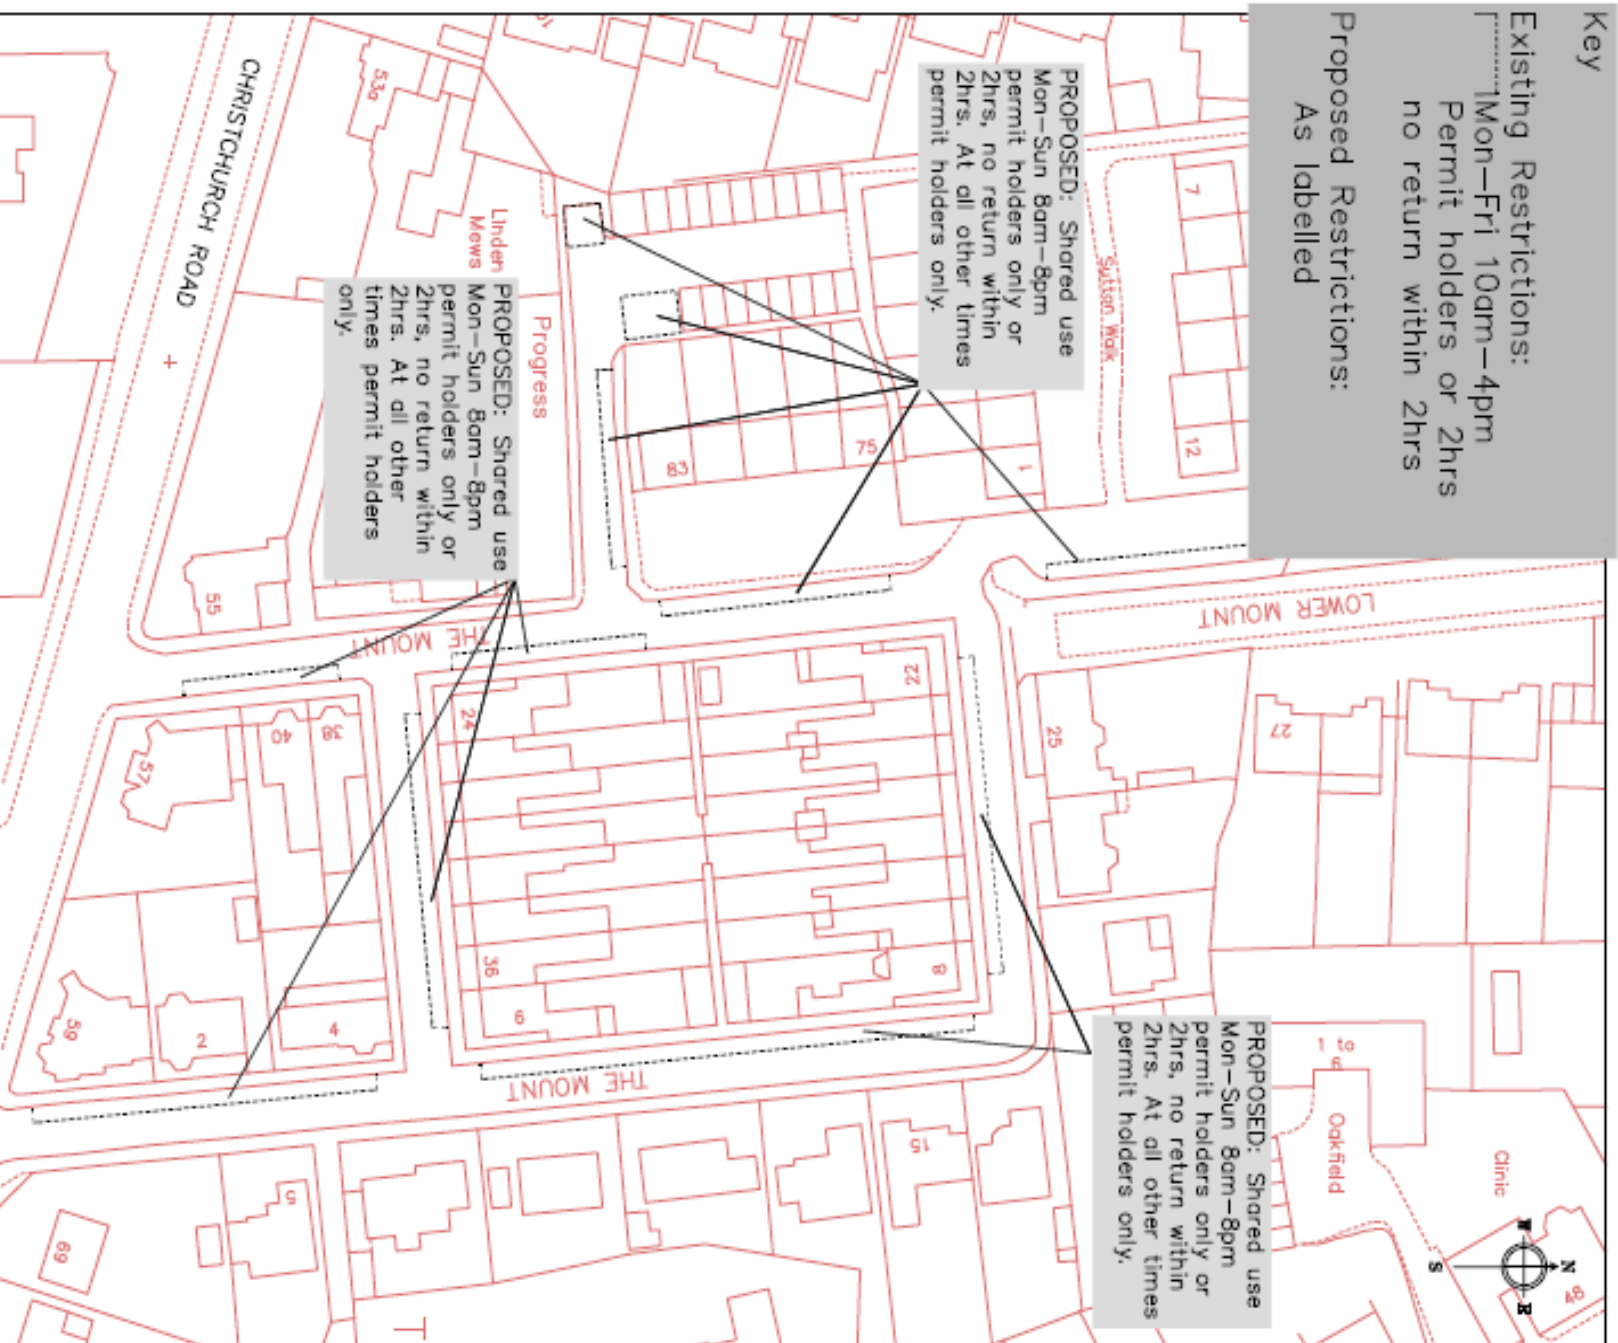 Key
Existing Restrictions:
Mon-Fri 10am-4pm
Permit holders or 2hrs
no return within 2hrs
Proposed Restrictions:
As labelled
PROPOSED: Shared use
Mon-Sun 8am-8pm
permit holders only or
2hrs, no return within
2hrs. At all other times
permit holders only.
PROPOSED: Shared use
Mon-Sun 8am-8pm
permit holders only or
2hrs, no return within
2hrs. At all other
times permit holders
only.
PROPOSED: Shared use
Mon-Sun 8am-8pm
permit holders only or
2hrs, no return within
2hrs. At all other times
permit holders only.
CHRISTCHURCH ROAD
Linden
Mews
Progress
Sutton Walk
LOWER MOUNT
THE MOUNT
THE MOUNT
Oakfield
Clinic
1 to
6
53a
55
57
59
69
2
4
5
6
7
8
12
15
22
24
25
27
36
38
40
48
75
83
1
N
S
W
E